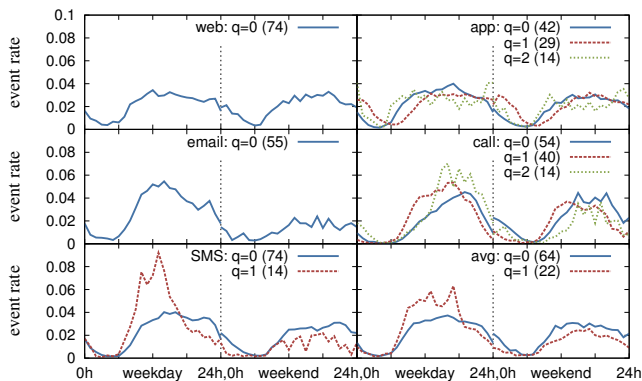 event rate
0.1
0.08
0.06
0.04
0.02
0
web: q=0 (74)
app: q=0 (42)
q=1 (29)
q=2 (14)
event rate
0.08
0.06
0.04
0.02
0
email: q=0 (55)
call: q=0 (54)
q=1 (40)
q=2 (14)
event rate
0.08
0.06
0.04
0.02
0
SMS: q=0 (74)
q=1 (14)
avg: q=0 (64)
q=1 (22)
0h weekday 24h,0h weekend 24h,0h weekday 24h,0h weekend 24h